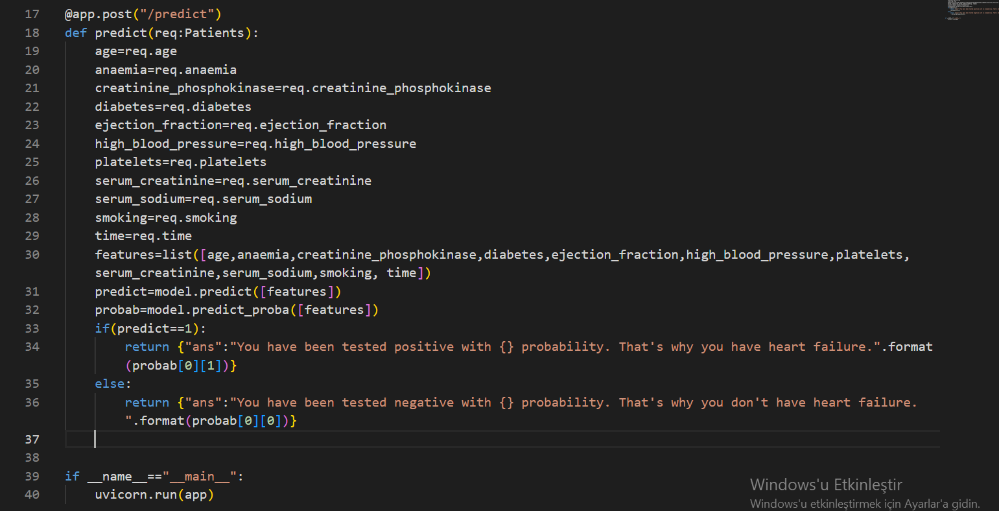 17 @app.post("/predict")
18 def predict(req:Patients):
19 age=req.age
20 anaemia=req.anaemia
21 creatinine_phosphokinase=req.creatinine_phosphokinase
22 diabetes=req.diabetes
23 ejection_fraction=req.ejection_fraction
24 high_blood_pressure=req.high_blood_pressure
25 platelets=req.platelets
26 serum_creatinine=req.serum_creatinine
27 serum_sodium=req.serum_sodium
28 smoking=req.smoking
29 time=req.time
30 features=list([age,anaemia,creatinine_phosphokinase,diabetes,ejection_fraction,high_blood_pressure,platelets,
serum_creatinine,serum_sodium,smoking, time])
31 predict=model.predict([features])
32 probab=model.predict_proba([features])
33 if(predict==1):
34 return {"ans":"You have been tested positive with {} probability. That's why you have heart failure.".format
(probab[0][1])}
35 else:
36 return {"ans":"You have been tested negative with {} probability. That's why you don't have heart failure.
".format(probab[0][0])}
37
38
39 if __name__=="__main__":
40 uvicorn.run(app)
Windows'u Etkinleştir
Windows'u etkinleştirmek için Ayarlar'a gidin.